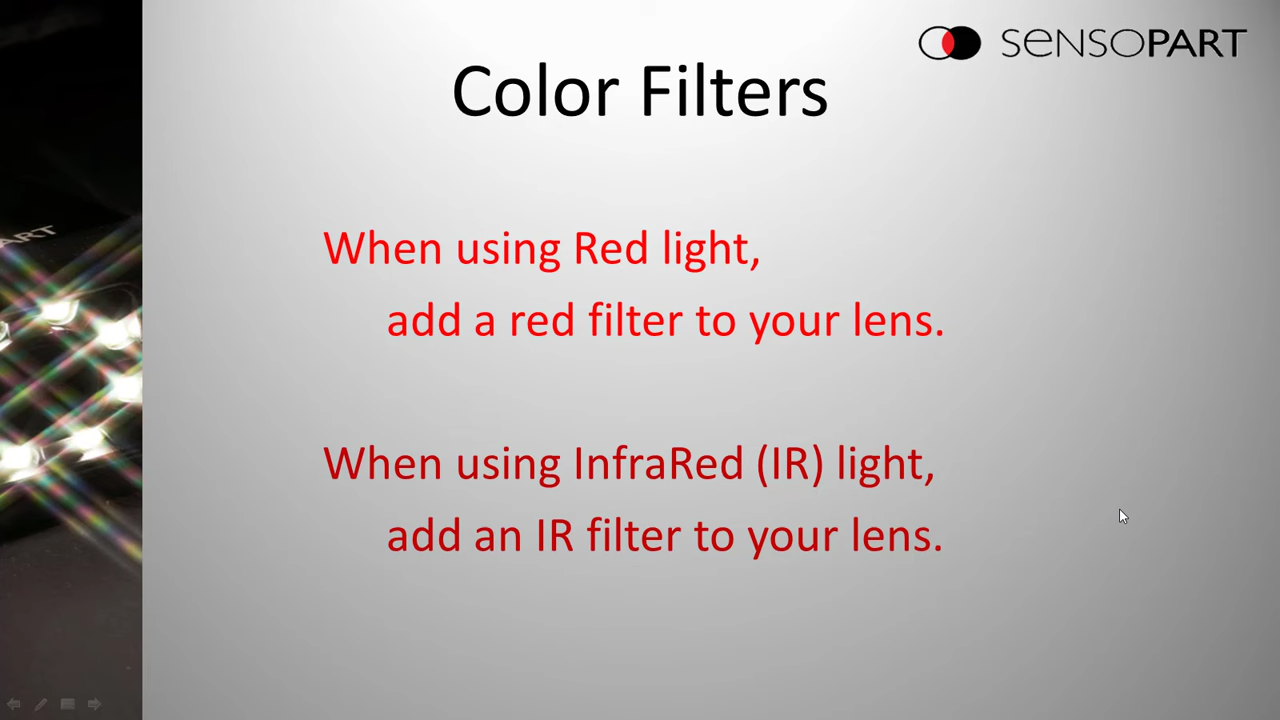 SENSOPART
Color Filters
ART
When using Red light,
add a red filter to your lens.
When using InfraRed (IR) light,
add an IR filter to your lens.